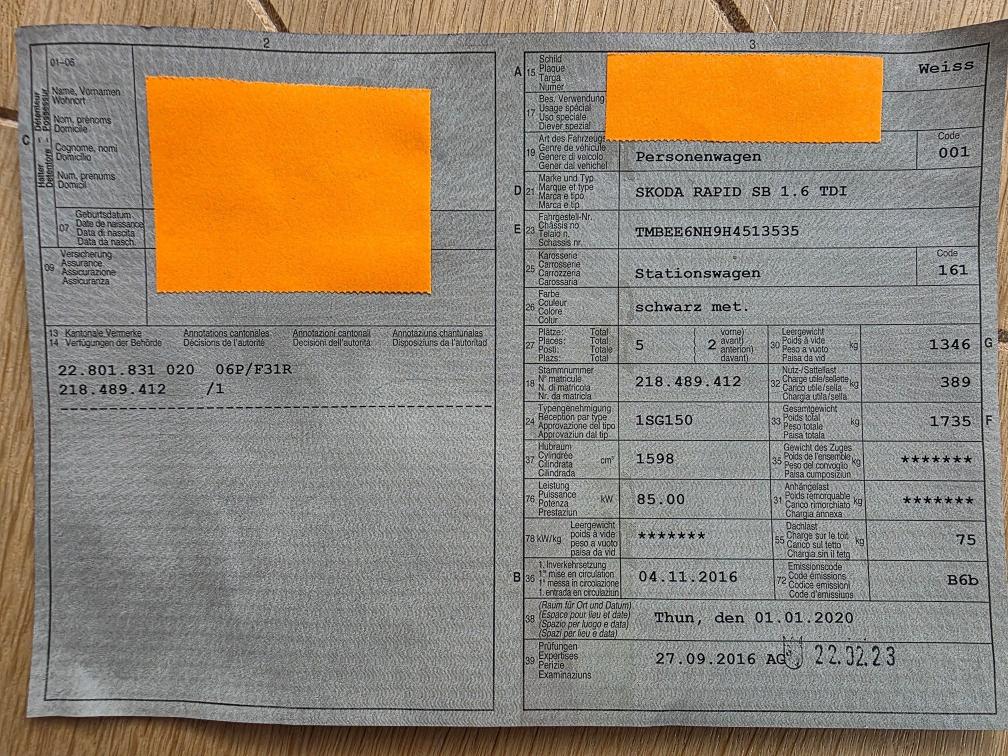 2
01-06
C
Halter Détenteur
Detentore Possessur
Name, Vornamen
Wohnort
Nom, prénoms
Domicile
Cognome, nomi
Domicilio
Num, prenums
Domicil
07
Geburtsdatum
Date de naissance
Data di nascita
Data da nasch.
09
Versicherung
Assurance
Assicurazione
Assicuranza
13 Kantonale Vermerke Annotations cantonales Annotazioni cantonali Annotaziuns chantunalas
14 Verfügungen der Behörde Décisions de l'autorité Decisioni dell'autorità Disposiziuns da l'autoritad
22.801.831 020 06P/F31R
218.489.412 /1
3
A 15
Schild
Plaque
Targa
Numer
Weiss
17
Bes. Verwendung
Usage spécial
Uso speciale
Diever spezial
19
Art des Fahrzeugs
Genre de véhicule
Genere di veicolo
Gener dal vehichel
Personenwagen
Code
001
D 21
Marke und Typ
Marque et type
Marca e tipo
Marca e tip
SKODA RAPID SB 1.6 TDI
E 23
Fahrgestell-Nr.
Châssis no
Telaio n.
Schassis nr.
TMBEE6NH9H4513535
25
Karosserie
Carrosserie
Carrozzeria
Carossaria
Stationswagen
Code
161
26
Farbe
Couleur
Colore
Colur
schwarz met.
27
Plätze: Total
Places: Total
Posti: Totale
Plazs: Total
5
2
vorne)
avant)
anteriori)
davant)
30
Leergewicht
Poids à vide
Peso a vuoto
Paisa da vid
kg
1346
G
18
Stammnummer
N° matricule
N. di matricola
Nr. da matricla
218.489.412
32
Nutz-/Sattellast
Charge utile/sellette
Carico utile/sella
Chargia utila/sella
kg
389
24
Typengenehmigung
Réception par type
Approvazione del tipo
Approvaziun dal tip
1SG150
33
Gesamtgewicht
Poids total
Peso totale
Paisa totala
kg
1735
F
37
Hubraum
Cylindrée
Cilindrata
Cilindrada
cm³
1598
35
Gewicht des Zuges
Poids de l'ensemble
Peso del convoglio
Paisa cumposiziun
kg
*******
76
Leistung
Puissance
Potenza
Prestaziun
kW
85.00
31
Anhängelast
Poids remorquable
Carico rimorchiato
Chargia annexa
kg
*******
78 kW/kg
Leergewicht
poids à vide
peso a vuoto
paisa da vid
*******
55
Dachlast
Charge sur le toit
Carico sul tetto
Chargia sin il tetg
kg
75
B 36
1. Inverkehrsetzung
1re mise en circulation
1a messa in circolazione
1. entrada en circulaziun
04.11.2016
72
Emissionscode
Code émissions
Codice emissioni
Code d'emissiuns
B6b
38
(Raum für Ort und Datum)
(Espace pour lieu et date)
(Spazio per luogo e data)
(Spazi per lieu e data)
Thun, den 01.01.2020
39
Prüfungen
Expertises
Perizie
Examinaziuns
27.09.2016 AG
22.02.23